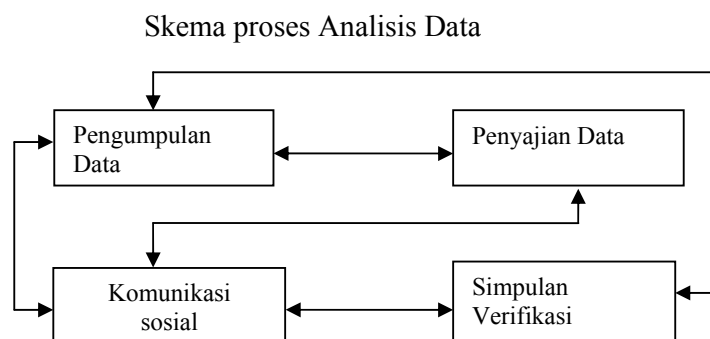 Skema proses Analisis Data
Pengumpulan
Data
Penyajian Data
Komunikasi
sosial
Simpulan
Verifikasi